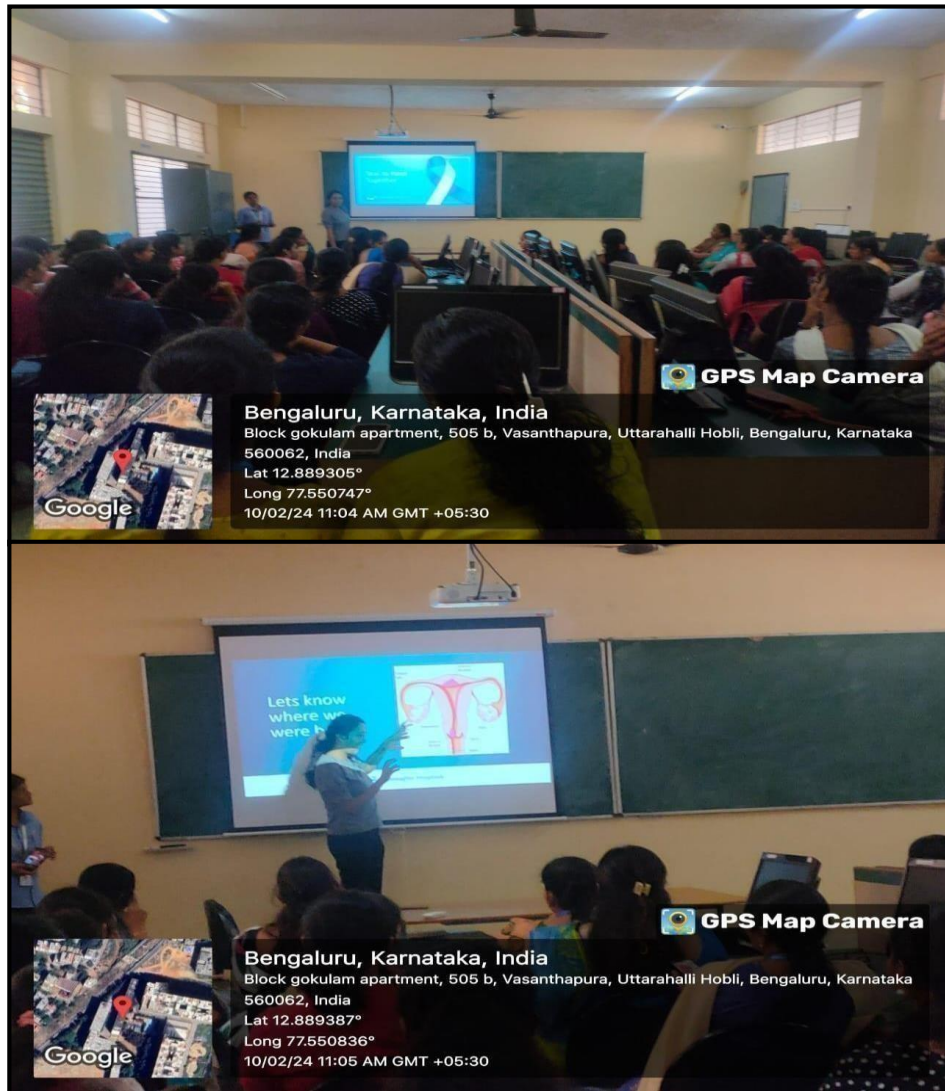 GPS Map Camera
Bengaluru, Karnataka, India
Block gokulam apartment, 505 b, Vasanthapura, Uttarahalli Hobli, Bengaluru, Karnataka
560062, India
Lat 12.889305°
Long 77.550747°
10/02/24 11:04 AM GMT +05:30
Google
Lets know
where we
were
GPS Map Camera
Bengaluru, Karnataka, India
Block gokulam apartment, 505 b, Vasanthapura, Uttarahalli Hobli, Bengaluru, Karnataka
560062, India
Lat 12.889387°
Long 77.550836°
10/02/24 11:05 AM GMT +05:30
Google